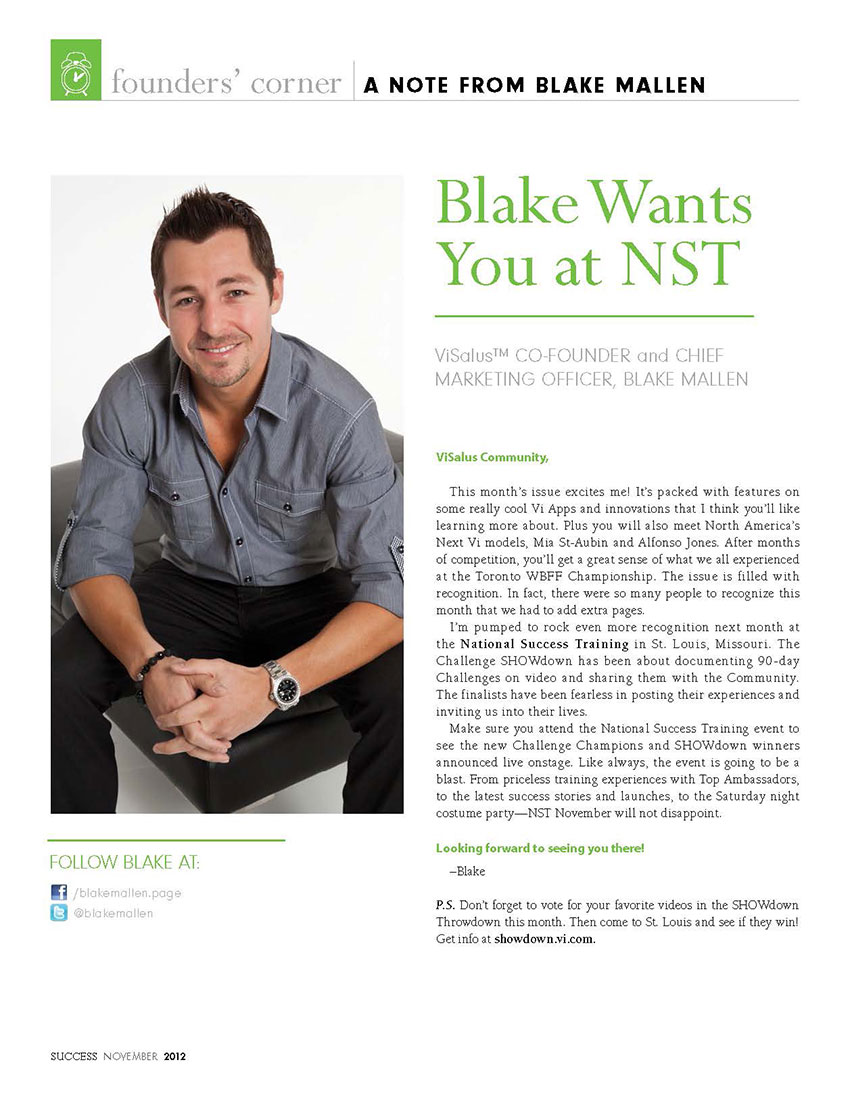 founders' corner
A NOTE FROM BLAKE MALLEN
Blake Wants
You at NST
ViSalus™ CO-FOUNDER and CHIEF
MARKETING OFFICER, BLAKE MALLEN
ViSalus Community,
This month's issue excites me! It's packed with features on
some really cool Vi Apps and innovations that I think you'll like
learning more about. Plus you will also meet North America's
Next Vi models, Mia St-Aubin and Alfonso Jones. After months
of competition, you'll get a great sense of what we all experienced
at the Toronto WBFF Championship. The issue is filled with
recognition. In fact, there were so many people to recognize this
month that we had to add extra pages.
I'm pumped to rock even more recognition next month at
the National Success Training in St. Louis, Missouri. The
Challenge SHOWdown has been about documenting 90-day
Challenges on video and sharing them with the Community.
The finalists have been fearless in posting their experiences and
inviting us into their lives.
Make sure you attend the National Success Training event to
see the new Challenge Champions and SHOWdown winners
announced live onstage. Like always, the event is going to be a
blast. From priceless training experiences with Top Ambassadors,
to the latest success stories and launches, to the Saturday night
costume party—NST November will not disappoint.
Looking forward to seeing you there!
–Blake
P.S. Don't forget to vote for your favorite videos in the SHOWdown
Throwdown this month. Then come to St. Louis and see if they win!
Get info at showdown.vi.com.
FOLLOW BLAKE AT:
/blakemallen.page
@blakemallen
SUCCESS NOVEMBER 2012